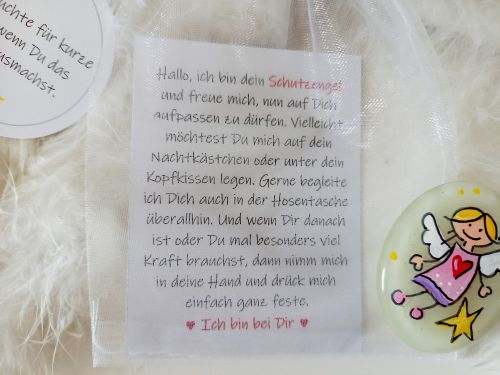 uchte für kurze
wenn Du das
usmachst.
Hallo, ich bin dein Schutzengel
und freue mich, nun auf Dich
aufpassen zu dürfen. Vielleicht
möchtest Du mich auf dein
Nachtkästchen oder unter dein
Kopfkissen legen. Gerne begleite
ich Dich auch in der Hosentasche
überallhin. Und wenn Dir danach
ist oder Du mal besonders viel
Kraft brauchst, dann nimm mich
in deine Hand und drück mich
einfach ganz feste.
♥ Ich bin bei Dir ♥